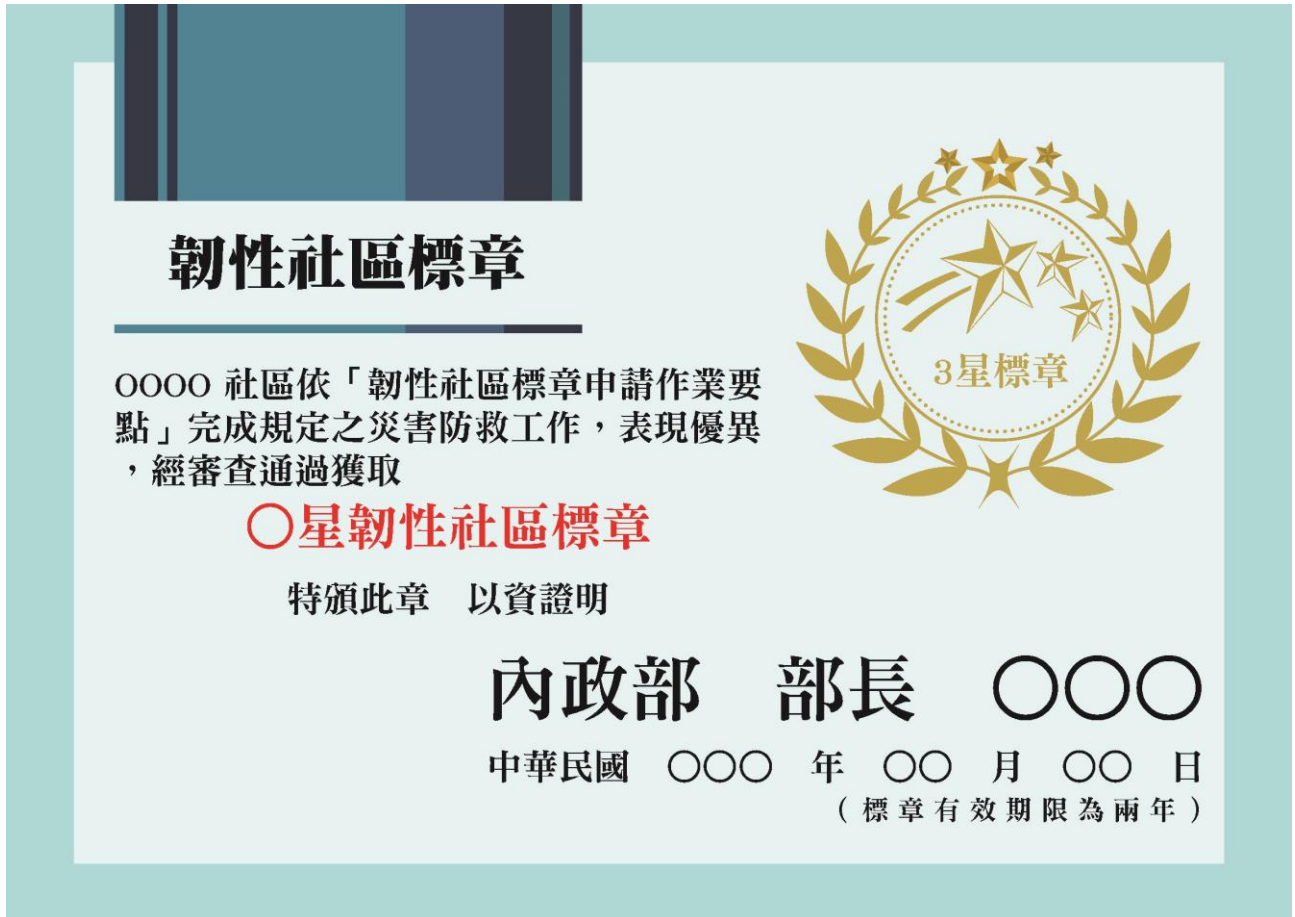 韌性社區標章
3星標章
OOOO 社區依「韌性社區標章申請作業要
點」完成規定之災害防救工作，表現優異
，經審查通過獲取
○星韌性社區標章
特頒此章　以資證明
內政部　部長　○○○
中華民國　○○○　年　○○　月　○○　日
（標章有效期限為兩年）